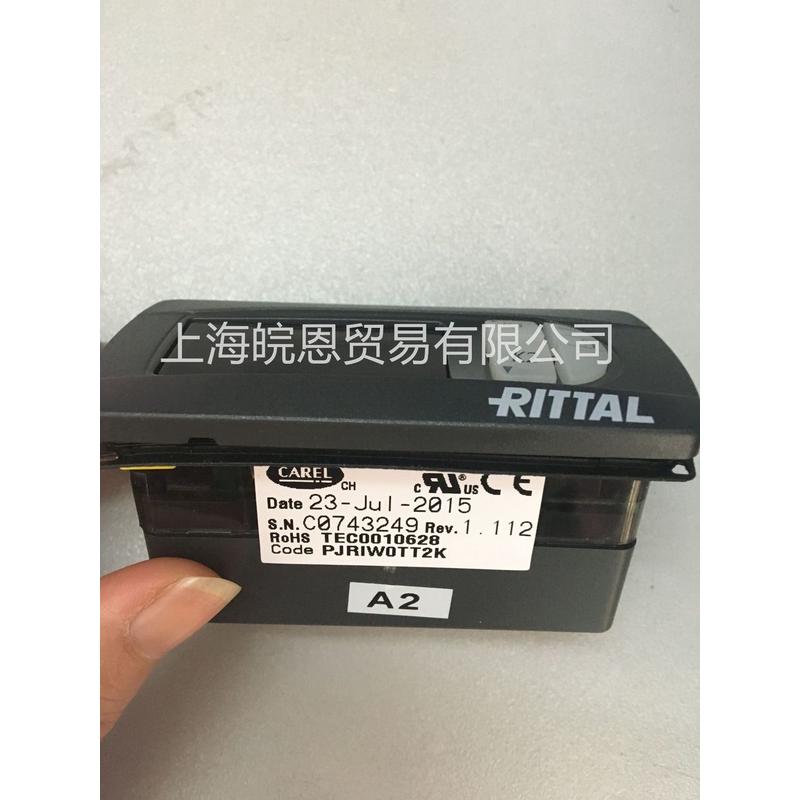 上海皖恩贸易有限公司
RITTAL
CAREL
CH
c UR ® US CE
Date 23-Jul-2015
S.N. C0743249 Rev. 1.112
RoHS TEC0010628
Code PJRIW0TT2K
A2